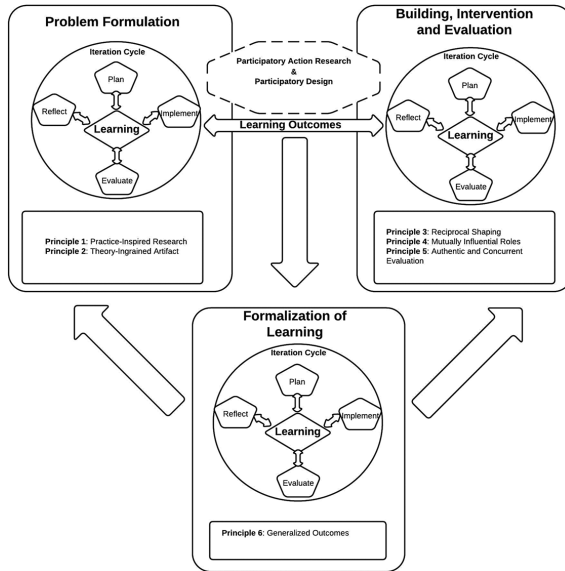 Problem Formulation
Iteration Cycle
Plan
Reflect
Implement
Learning
Evaluate
Principle 1: Practice-Inspired Research
Principle 2: Theory-Ingrained Artifact
Participatory Action Research
&
Participatory Design
Learning Outcomes
Building, Intervention
and Evaluation
Iteration Cycle
Plan
Reflect
Implement
Learning
Evaluate
Principle 3: Reciprocal Shaping
Principle 4: Mutually Influential Roles
Principle 5: Authentic and Concurrent
Evaluation
Formalization of
Learning
Iteration Cycle
Plan
Reflect
Implement
Learning
Evaluate
Principle 6: Generalized Outcomes